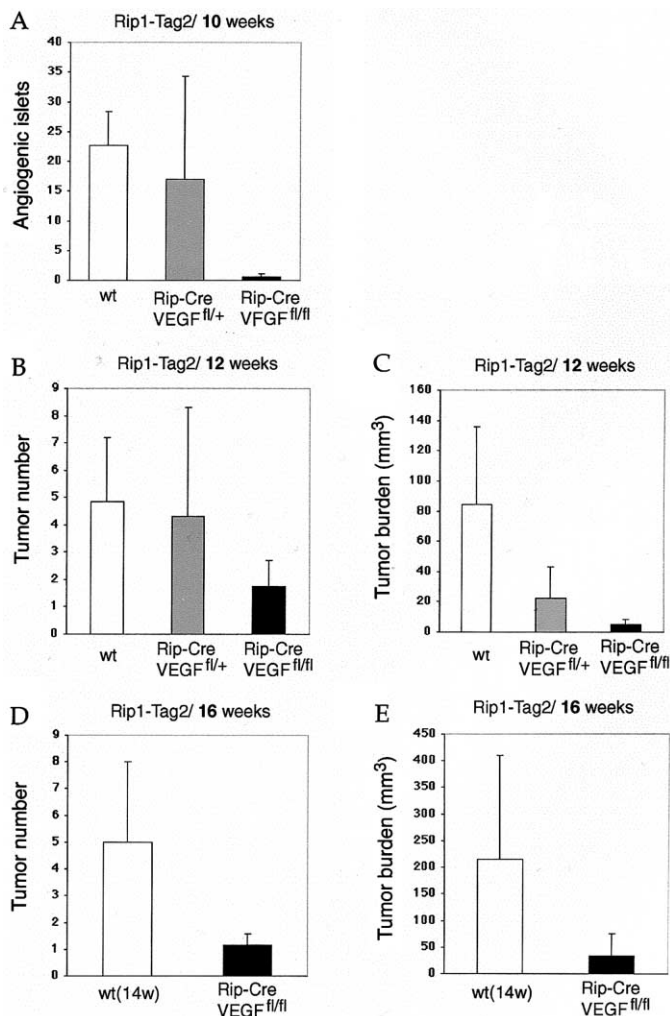 A
Rip1-Tag2/ 10 weeks
Angiogenic islets
40
35
30
25
20
15
10
5
0
wt
Rip-Cre
VEGF fl/+
Rip-Cre
VFGF fl/fl
B
Rip1-Tag2/ 12 weeks
Tumor number
9
8
7
6
5
4
3
2
1
0
wt
Rip-Cre
VEGF fl/+
Rip-Cre
VEGF fl/fl
C
Rip1-Tag2/ 12 weeks
Tumor burden (mm3)
160
140
120
100
80
60
40
20
0
wt
Rip-Cre
VEGF fl/+
Rip-Cre
VEGF fl/fl
D
Rip1-Tag2/ 16 weeks
Tumor number
9
8
7
6
5
4
3
2
1
0
wt(14w)
Rip-Cre
VEGF fl/fl
E
Rip1-Tag2/ 16 weeks
Tumor burden (mm3)
450
400
350
300
250
200
150
100
50
0
wt(14w)
Rip-Cre
VEGF fl/fl